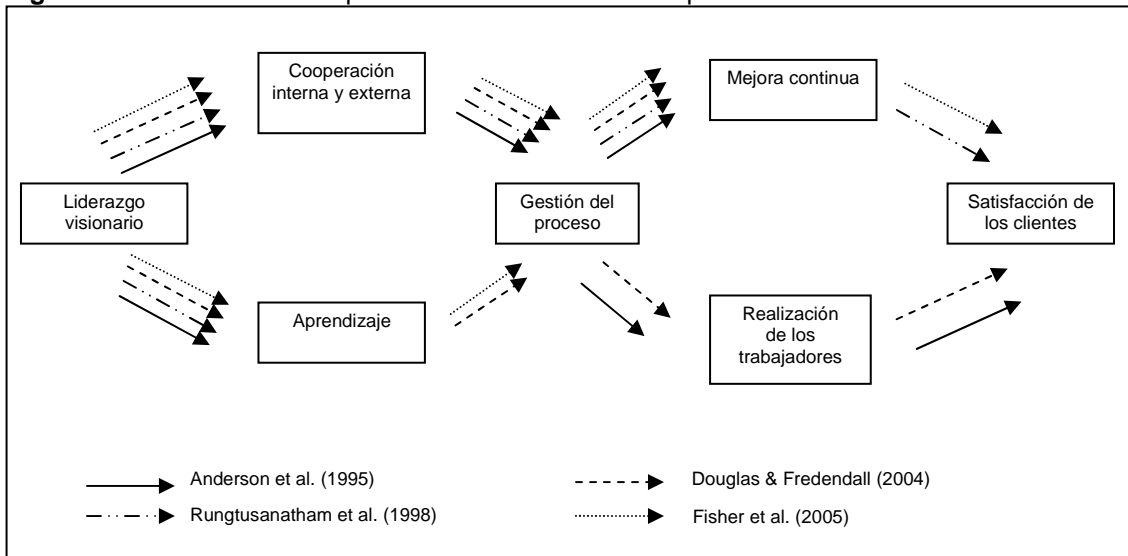 Cooperación
interna y externa
Mejora continua
Liderazgo
visionario
Gestión del
proceso
Satisfacción de
los clientes
Aprendizaje
Realización
de los
trabajadores
Anderson et al. (1995)
Douglas & Fredendall (2004)
Rungtusanatham et al. (1998)
Fisher et al. (2005)